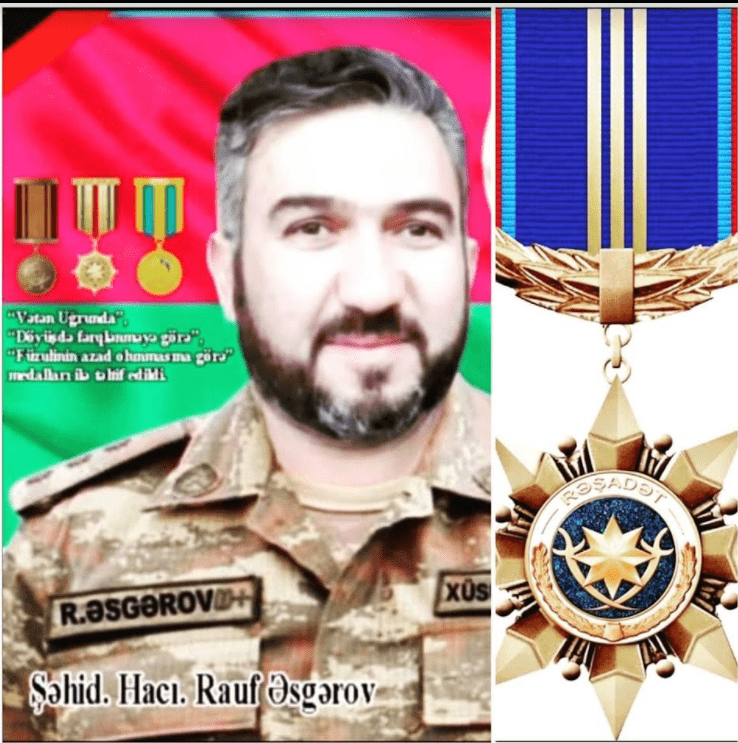 "Vətən Uğrunda",
"Döyüşdə fərqlənməyə görə",
"Füzulinin azad olunmasına görə"
medalları ilə təltif edildi.
R.ƏSGƏROV
XÜS
Şəhid. Hacı. Rauf Əsgərov
RƏŞADƏT